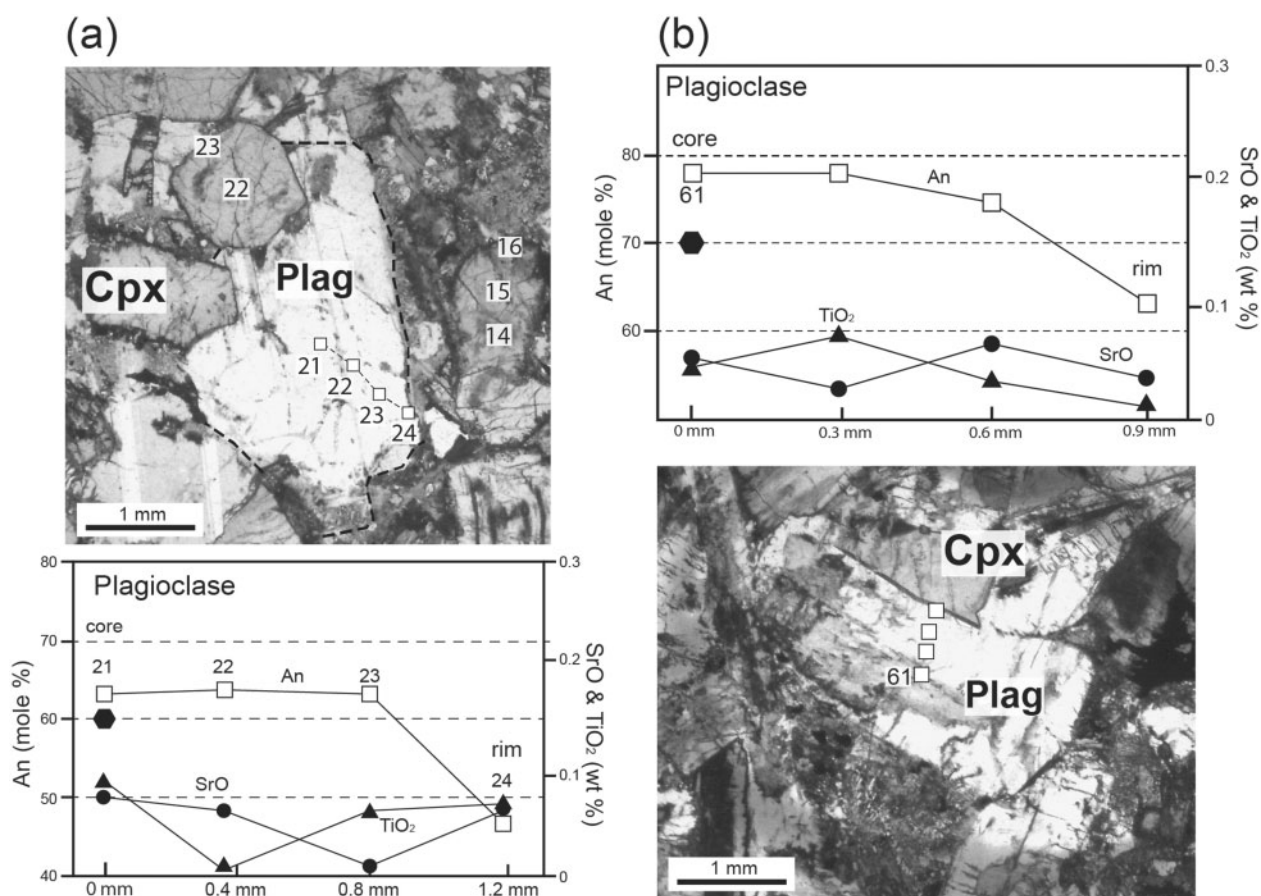 (a)
23
22
Cpx
Plag
16
15
14
21
22
23
24
1 mm
80
70
60
50
40
An (mole %)
Plagioclase
core
21
22
An
23
rim
24
SrO
TiO₂
0.3
0.2
0.1
0
SrO & TiO₂ (wt %)
0 mm
0.4 mm
0.8 mm
1.2 mm
(b)
80
70
60
An (mole %)
Plagioclase
core
61
An
rim
TiO₂
SrO
0.3
0.2
0.1
0
SrO & TiO₂ (wt %)
0 mm
0.3 mm
0.6 mm
0.9 mm
Cpx
61
Plag
1 mm